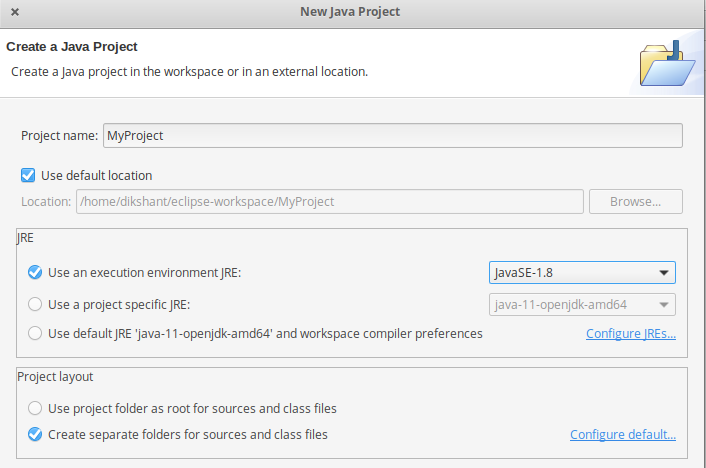 New Java Project
Create a Java Project
Create a Java project in the workspace or in an external location.
Project name: MyProject
Use default location
Location: /home/dikshant/eclipse-workspace/MyProject Browse...
JRE
Use an execution environment JRE: JavaSE-1.8
Use a project specific JRE: java-11-openjdk-amd64
Use default JRE 'java-11-openjdk-amd64' and workspace compiler preferences Configure JREs...
Project layout
Use project folder as root for sources and class files
Create separate folders for sources and class files Configure default...